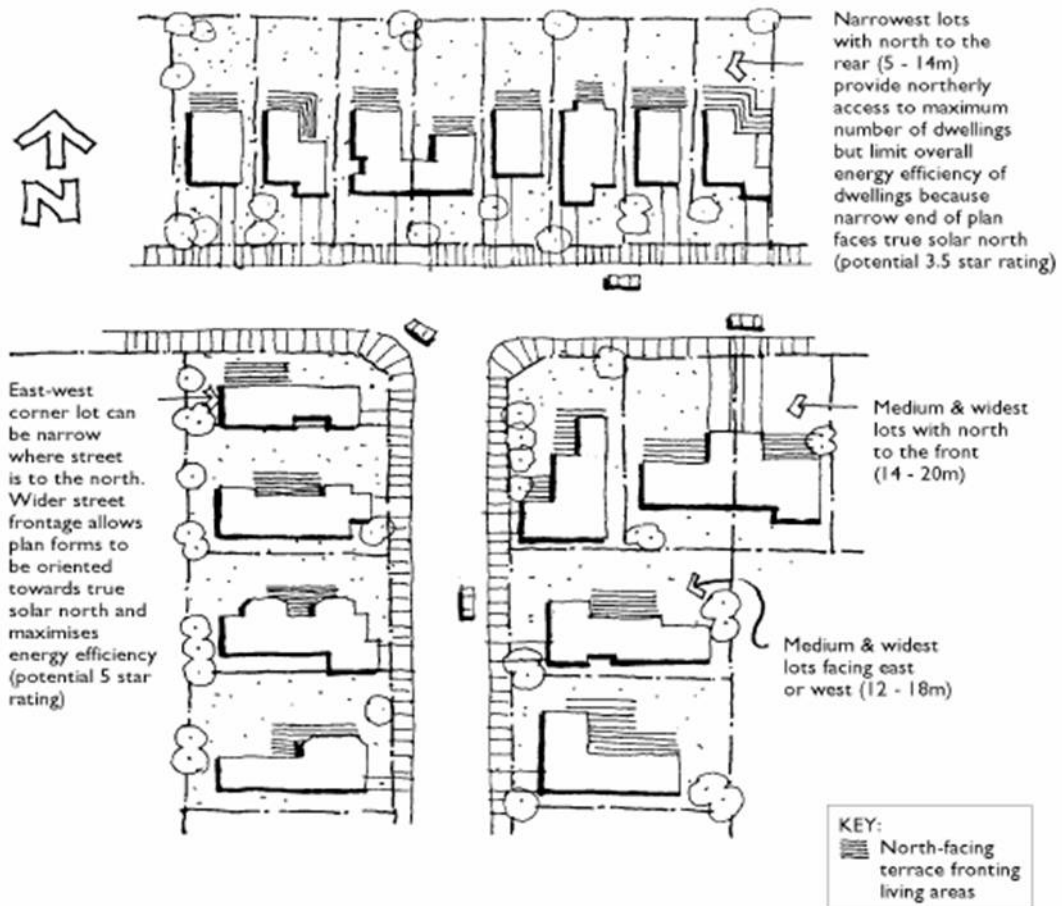 Narrowest lots
with north to the
rear (5 - 14m)
provide northerly
access to maximum
number of dwellings
but limit overall
energy efficiency of
dwellings because
narrow end of plan
faces true solar north
(potential 3.5 star rating)
N
East-west
corner lot can
be narrow
where street
is to the north.
Wider street
frontage allows
plan forms to
be oriented
towards true
solar north and
maximises
energy efficiency
(potential 5 star
rating)
Medium & widest
lots with north
to the front
(14 - 20m)
Medium & widest
lots facing east
or west (12 - 18m)
KEY:
North-facing
terrace fronting
living areas